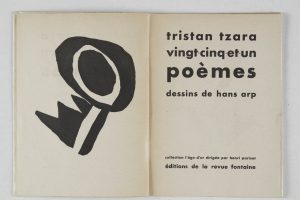 tristan tzara
vingt cinq et un
poèmes
dessins de hans arp
collection l'âge d'or dirigée par henri parisot
éditions de la revue fontaine